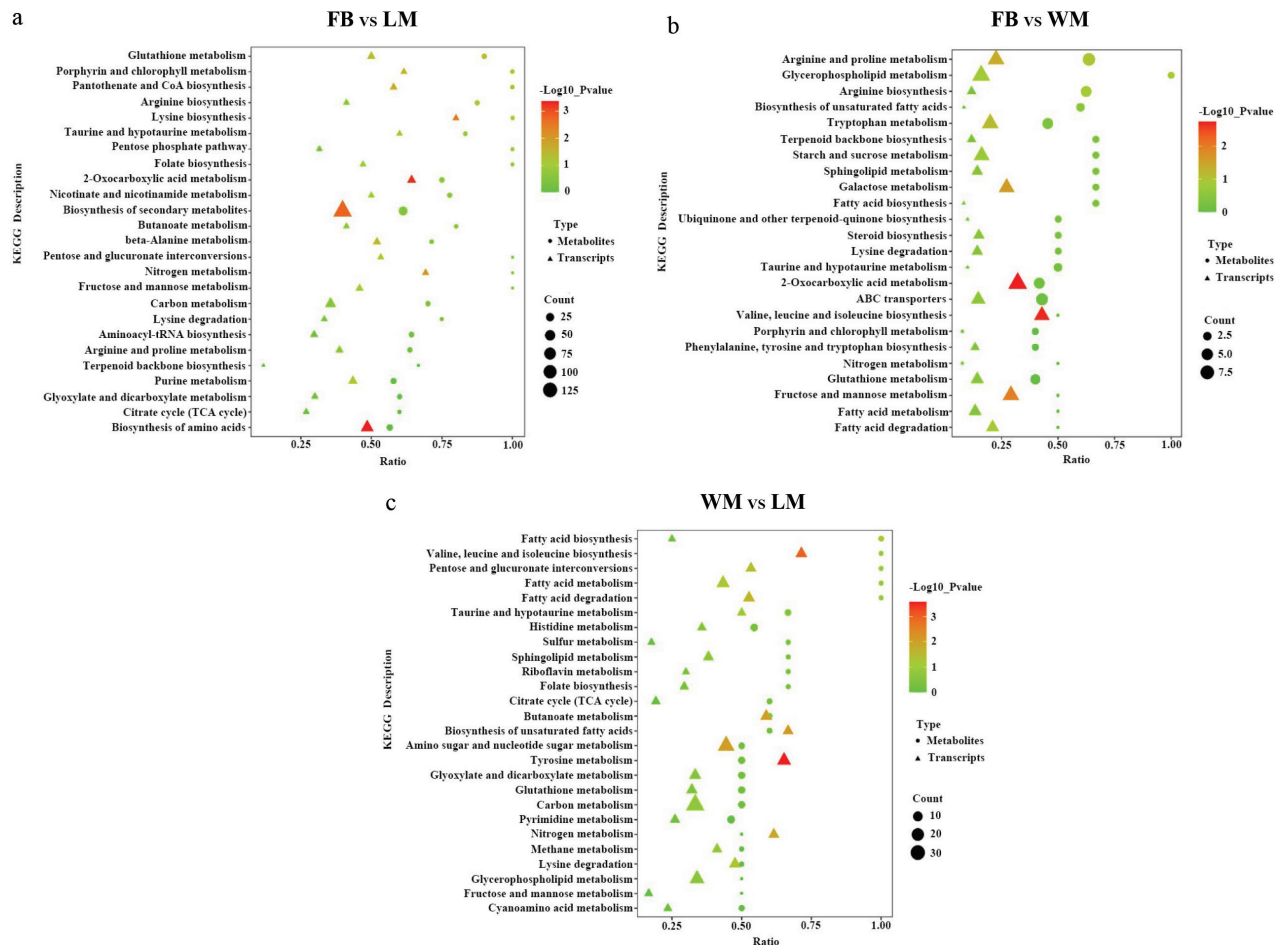 a
FB vs LM
Glutathione metabolism
Porphyrin and chlorophyll metabolism
Pantothenate and CoA biosynthesis
Arginine biosynthesis
Lysine biosynthesis
Taurine and hypotaurine metabolism
Pentose phosphate pathway
Folate biosynthesis
2-Oxocarboxylic acid metabolism
Nicotinate and nicotinamide metabolism
Biosynthesis of secondary metabolites
Butanoate metabolism
beta-Alanine metabolism
Pentose and glucuronate interconversions
Nitrogen metabolism
Fructose and mannose metabolism
Carbon metabolism
Lysine degradation
Aminoacyl-tRNA biosynthesis
Arginine and proline metabolism
Terpenoid backbone biosynthesis
Purine metabolism
Glyoxylate and dicarboxylate metabolism
Citrate cycle (TCA cycle)
Biosynthesis of amino acids
KEGG Description
0.25 0.50 0.75 1.00
Ratio
-Log10_Pvalue
3
2
1
0
Type
Metabolites
Transcripts
Count
25
50
75
100
125
b
FB vs WM
Arginine and proline metabolism
Glycerophospholipid metabolism
Arginine biosynthesis
Biosynthesis of unsaturated fatty acids
Tryptophan metabolism
Terpenoid backbone biosynthesis
Starch and sucrose metabolism
Sphingolipid metabolism
Galactose metabolism
Fatty acid biosynthesis
Ubiquinone and other terpenoid-quinone biosynthesis
Steroid biosynthesis
Lysine degradation
Taurine and hypotaurine metabolism
2-Oxocarboxylic acid metabolism
ABC transporters
Valine, leucine and isoleucine biosynthesis
Porphyrin and chlorophyll metabolism
Phenylalanine, tyrosine and tryptophan biosynthesis
Nitrogen metabolism
Glutathione metabolism
Fructose and mannose metabolism
Fatty acid metabolism
Fatty acid degradation
KEGG Description
0.25 0.50 0.75 1.00
Ratio
-Log10_Pvalue
2
1
0
Type
Metabolites
Transcripts
Count
2.5
5.0
7.5
c
WM vs LM
Fatty acid biosynthesis
Valine, leucine and isoleucine biosynthesis
Pentose and glucuronate interconversions
Fatty acid metabolism
Fatty acid degradation
Taurine and hypotaurine metabolism
Histidine metabolism
Sulfur metabolism
Sphingolipid metabolism
Riboflavin metabolism
Folate biosynthesis
Citrate cycle (TCA cycle)
Butanoate metabolism
Biosynthesis of unsaturated fatty acids
Amino sugar and nucleotide sugar metabolism
Tyrosine metabolism
Glyoxylate and dicarboxylate metabolism
Glutathione metabolism
Carbon metabolism
Pyrimidine metabolism
Nitrogen metabolism
Methane metabolism
Lysine degradation
Glycerophospholipid metabolism
Fructose and mannose metabolism
Cyanoamino acid metabolism
KEGG Description
0.25 0.50 0.75 1.00
Ratio
-Log10_Pvalue
3
2
1
0
Type
Metabolites
Transcripts
Count
10
20
30